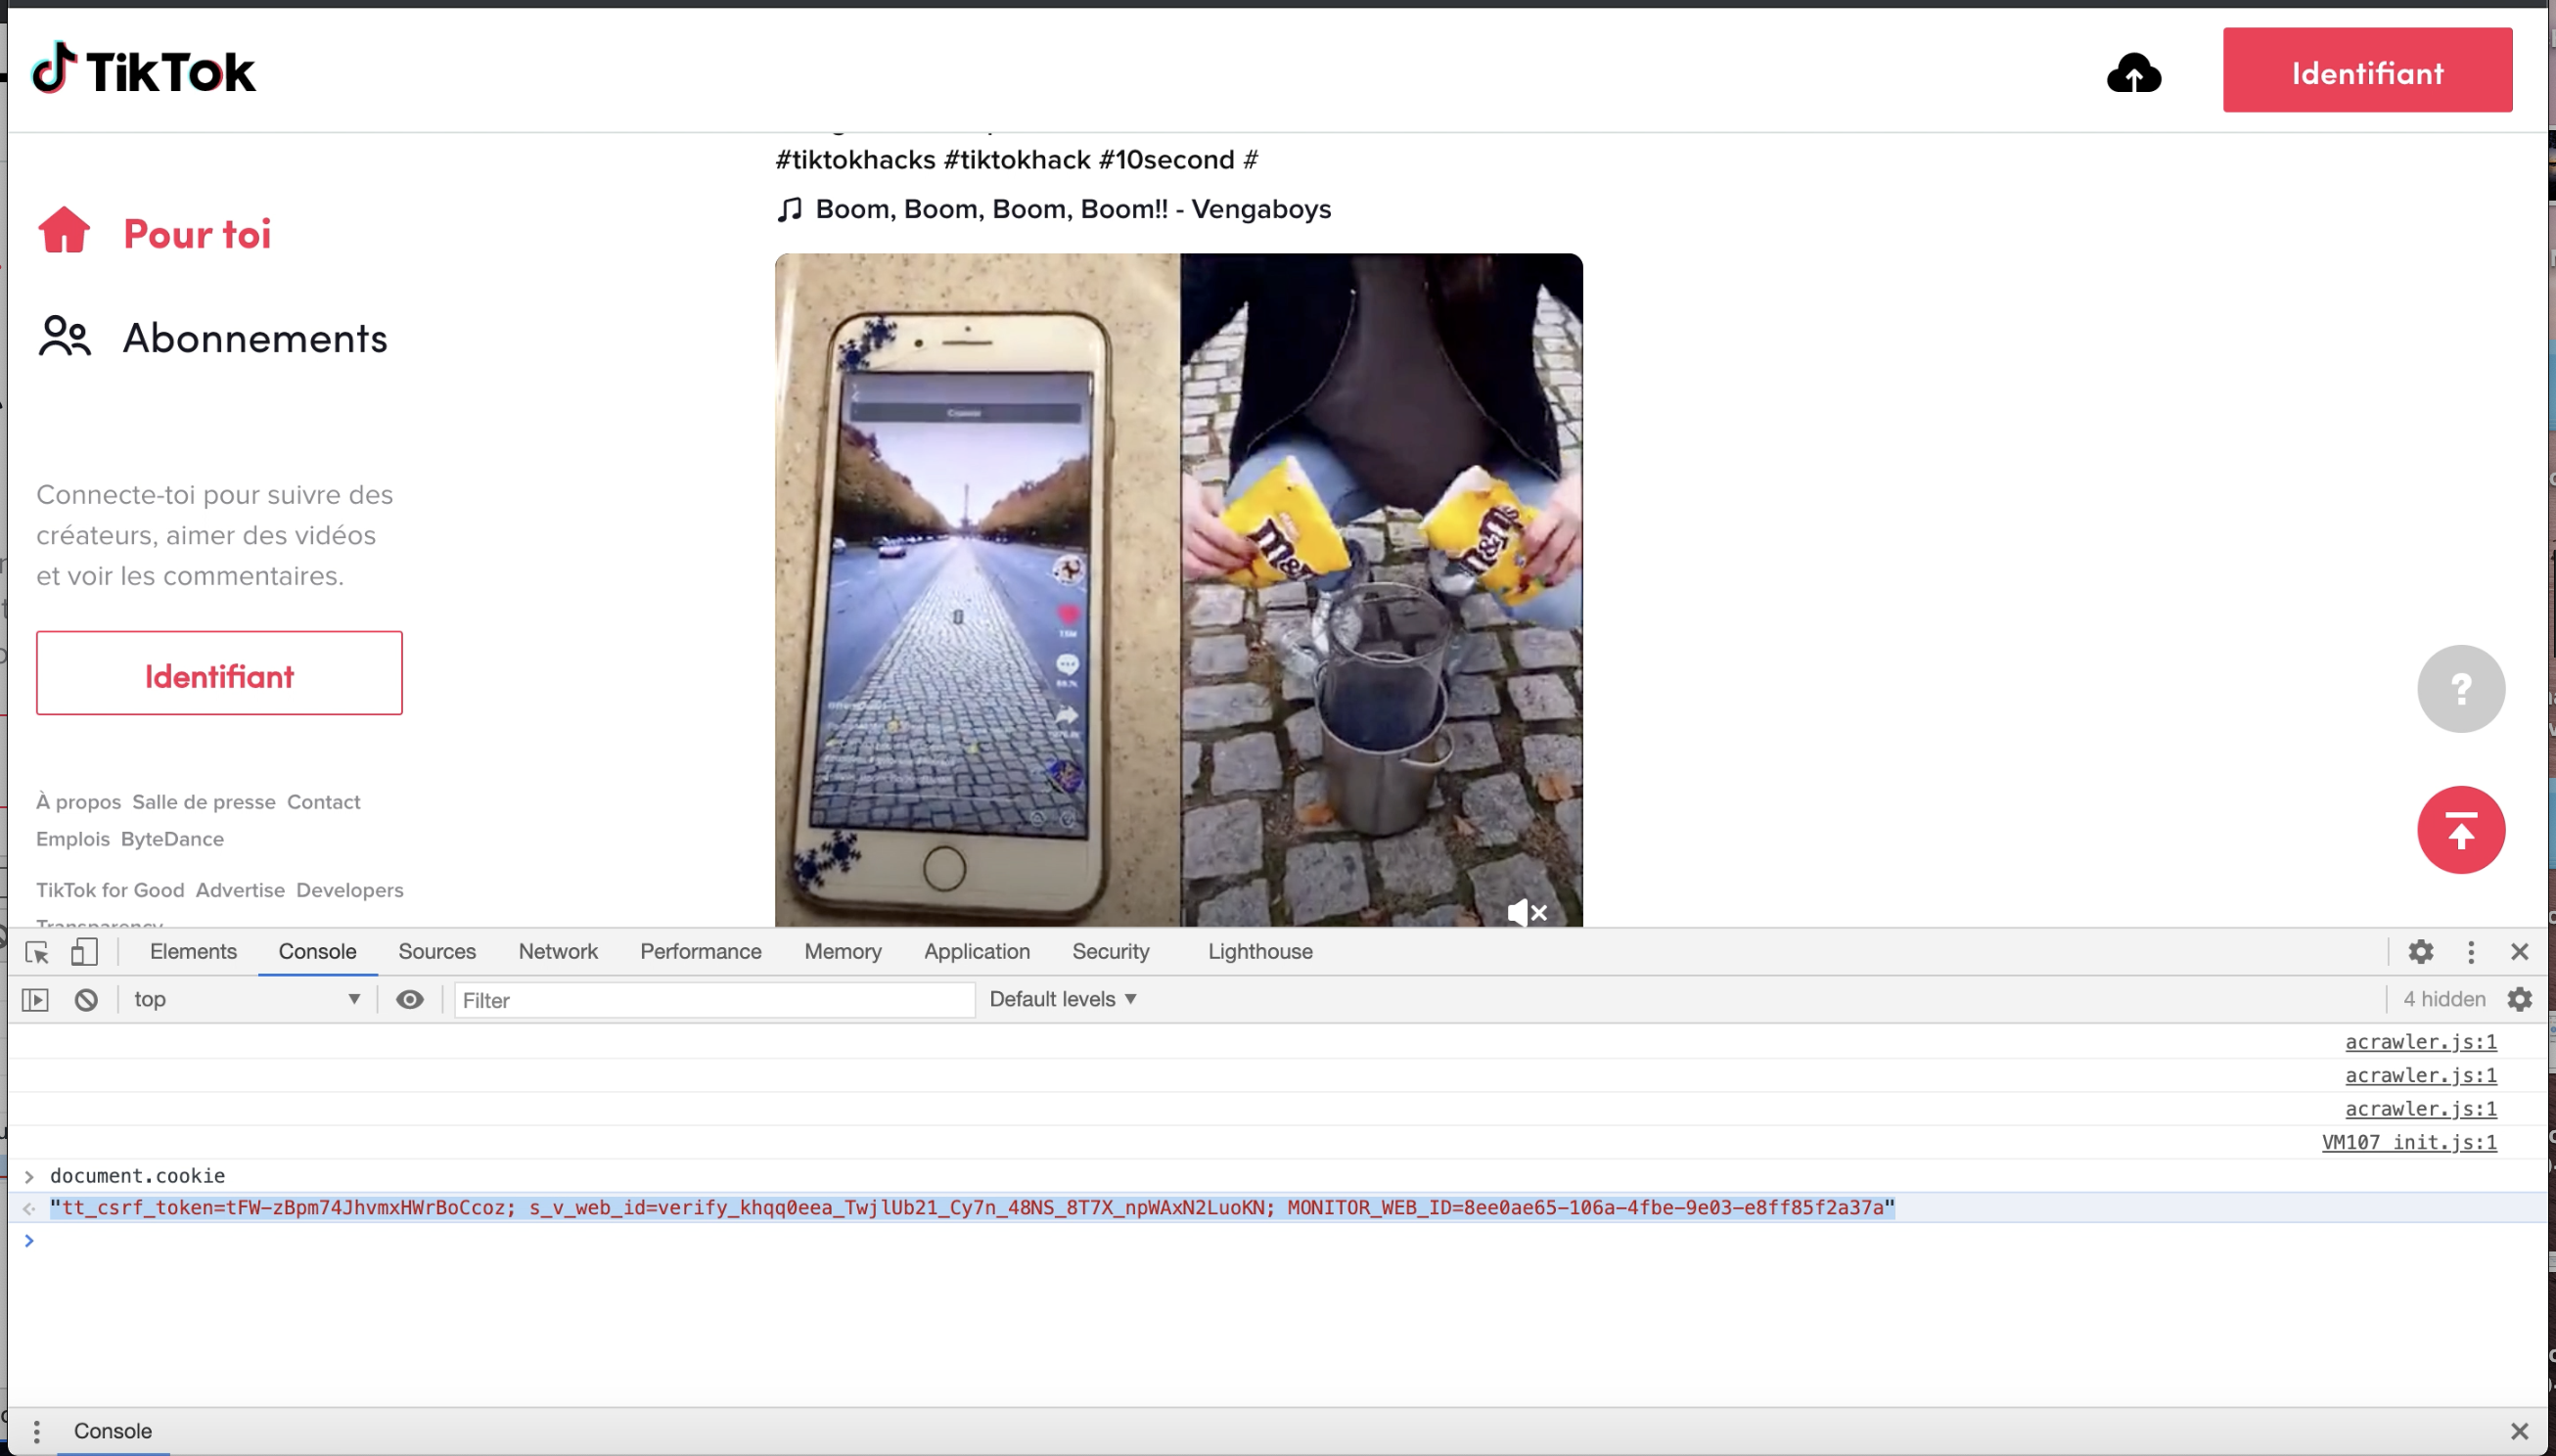 TikTok
Identifiant
#tiktokhacks #tiktokhack #10second #
Boom, Boom, Boom, Boom!! - Vengaboys
Pour toi
Abonnements
Connecte-toi pour suivre des
créateurs, aimer des vidéos
et voir les commentaires.
Identifiant
À propos Salle de presse Contact
Emplois ByteDance
TikTok for Good Advertise Developers
Transparency
m&m's
m&m's
?
Elements Console Sources Network Performance Memory Application Security Lighthouse
top Filter Default levels 4 hidden
acrawler.js:1
acrawler.js:1
acrawler.js:1
VM107 init.js:1
document.cookie
"tt_csrf_token=tFW-zBpm74JhvmxHWrBoCcoz; s_v_web_id=verify_khqq0eea_TwjlUb21_Cy7n_48NS_8T7X_npWAxN2LuoKN; MONITOR_WEB_ID=8ee0ae65-106a-4fbe-9e03-e8ff85f2a37a"
Console